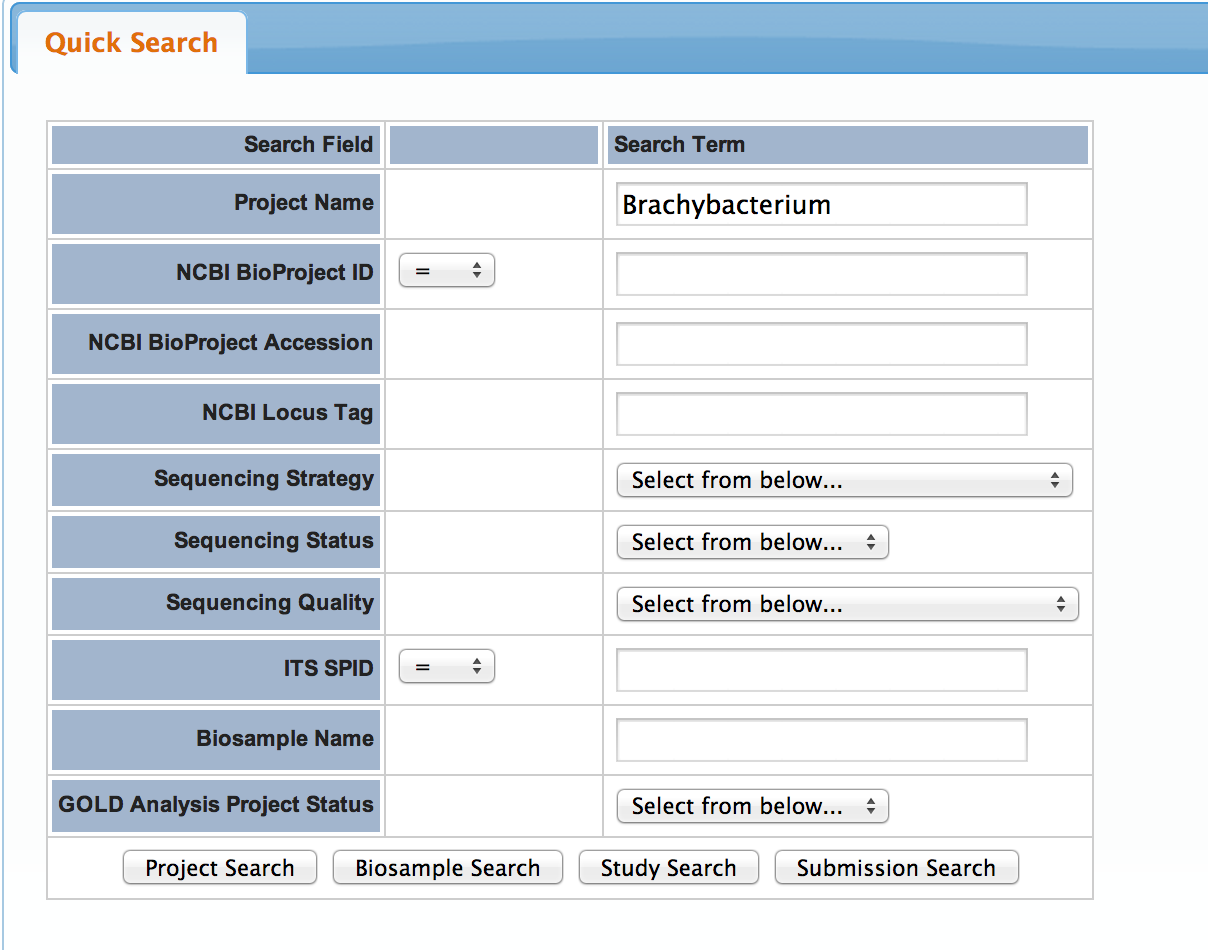 Quick Search
Search Field Search Term
Project Name Brachybacterium
NCBI BioProject ID =
NCBI BioProject Accession
NCBI Locus Tag
Sequencing Strategy Select from below...
Sequencing Status Select from below...
Sequencing Quality Select from below...
ITS SPID =
Biosample Name
GOLD Analysis Project Status Select from below...
Project Search Biosample Search Study Search Submission Search